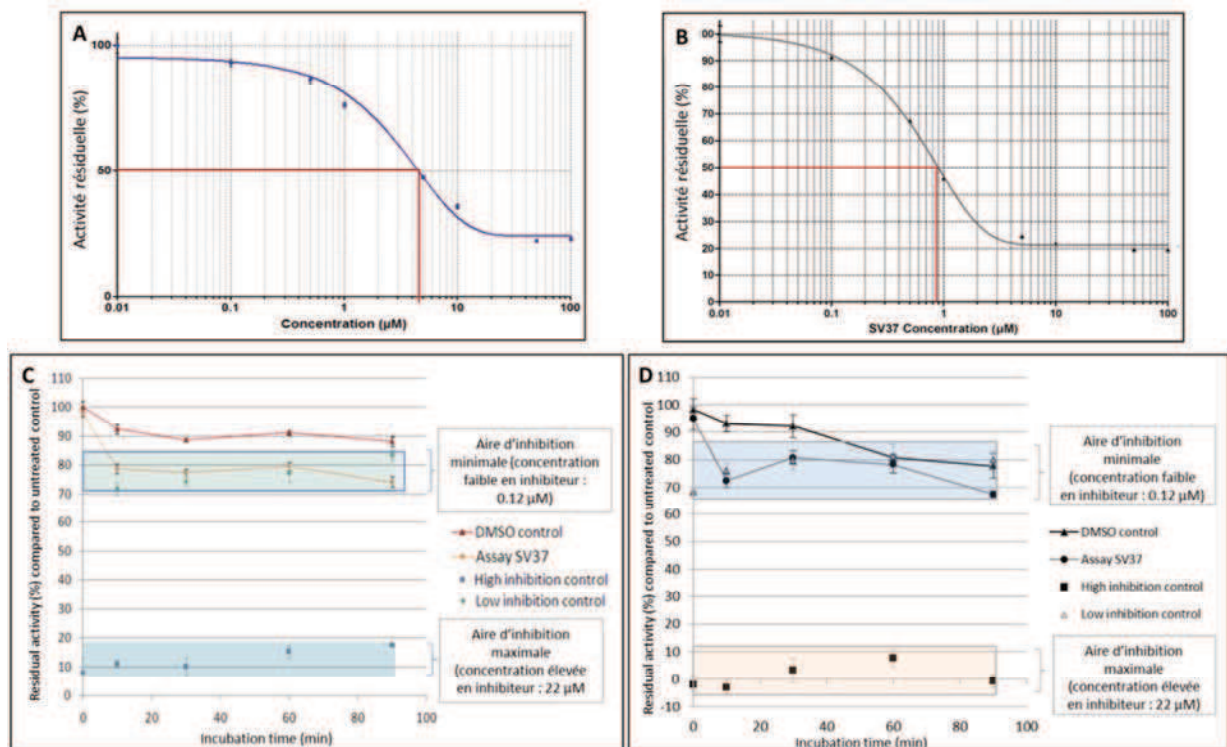 A
Activité résiduelle (%)
100
50
0
0.01
0.1
1
10
100
Concentration (µM)
B
Activité résiduelle (%)
00
90
80
70
60
50
40
30
20
10
0
0.01
0.1
1
10
100
SV37 Concentration (µM)
C
Residual activity (%) compared to untreated control
110
100
90
80
70
60
50
40
30
20
10
0
0
20
40
60
80
100
Incubation time (min)
Aire d'inhibition
minimale (concentration
faible en inhibiteur :
0.12 µM)
DMSO control
Assay SV37
High inhibition control
Low inhibition control
Aire d'inhibition
maximale
(concentration élevée
en inhibiteur : 22 µM
D
Residual activity (%) compared to untreated control
110
100
90
80
70
60
50
40
30
20
10
0
-10
0
20
40
60
80
100
Incubation time (min)
Aire d'inhibition
minimale
(concentration faible
en inhibiteur : 0.12 µM)
DMSO control
Assay SV37
High inhibition control
Low inhibition control
Aire d'inhibition
maximale
(concentration élevée
en inhibiteur : 22 µM)